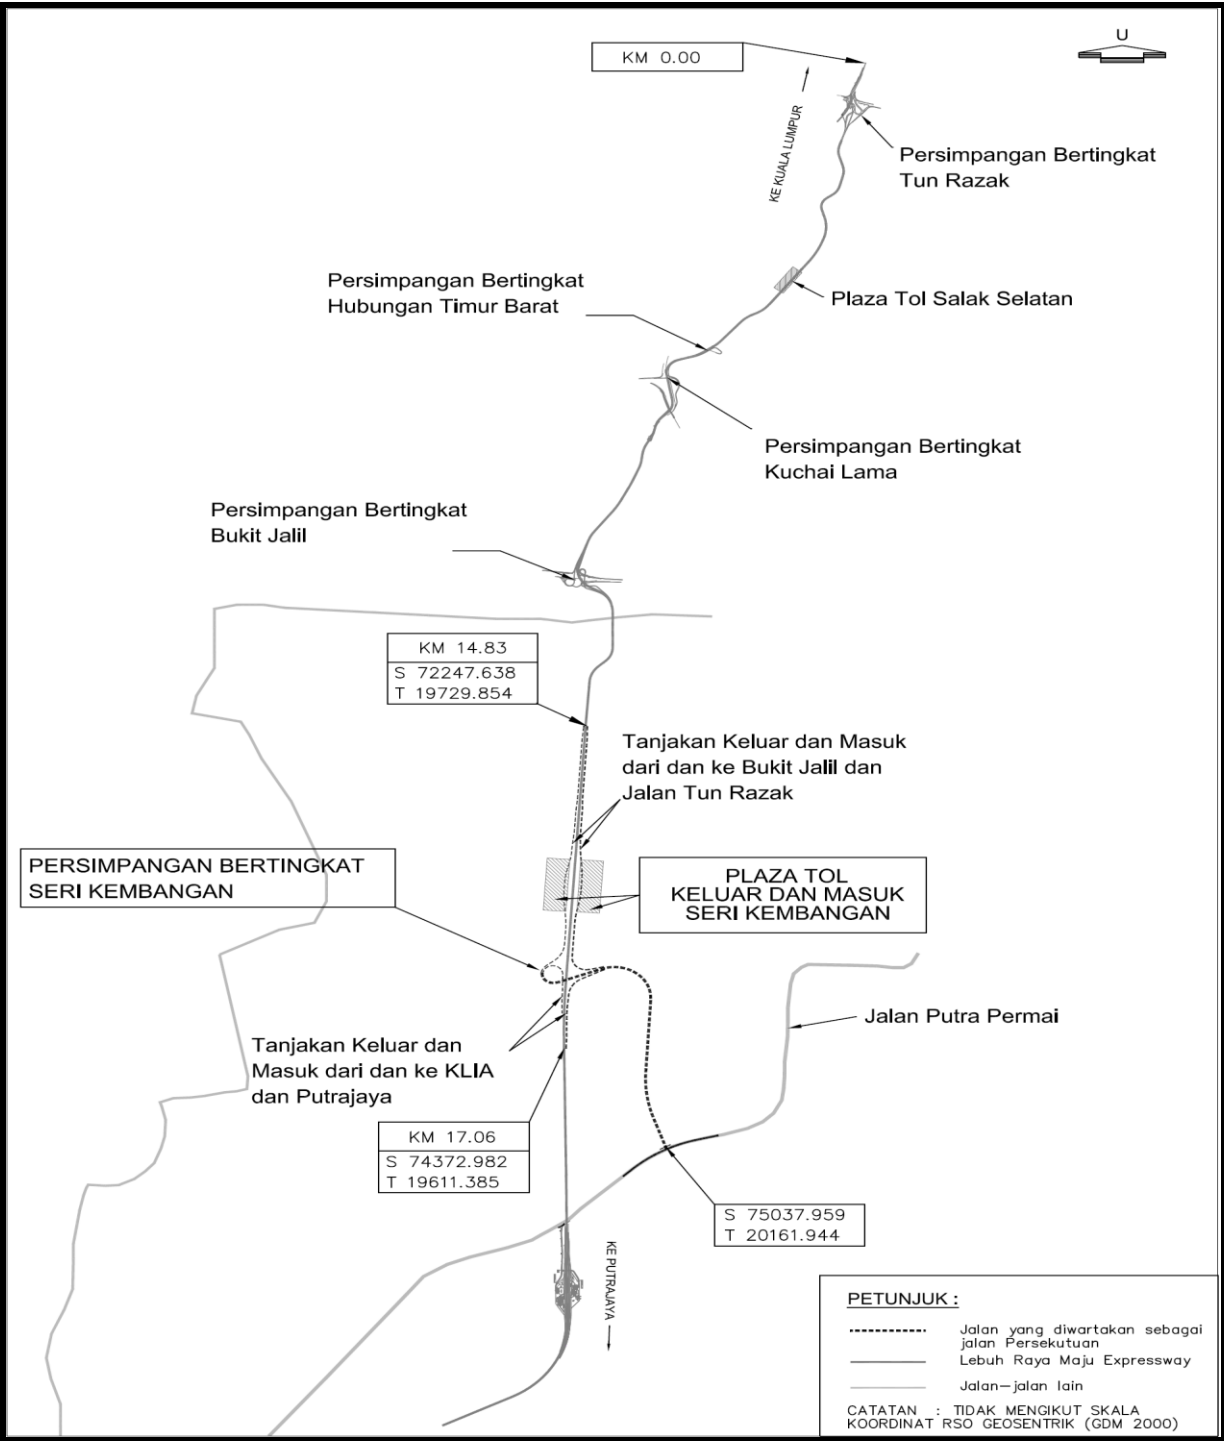 U
KM 0.00
KE KUALA LUMPUR
Persimpangan Bertingkat
Tun Razak
Persimpangan Bertingkat
Hubungan Timur Barat
Plaza Tol Salak Selatan
Persimpangan Bertingkat
Kuchai Lama
Persimpangan Bertingkat
Bukit Jalil
KM 14.83
S 72247.638
T 19729.854
Tanjakan Keluar dan Masuk
dari dan ke Bukit Jalil dan
Jalan Tun Razak
PERSIMPANGAN BERTINGKAT
SERI KEMBANGAN
PLAZA TOL
KELUAR DAN MASUK
SERI KEMBANGAN
Jalan Putra Permai
Tanjakan Keluar dan
Masuk dari dan ke KLIA
dan Putrajaya
KM 17.06
S 74372.982
T 19611.385
S 75037.959
T 20161.944
KE PUTRAJAYA
PETUNJUK :
Jalan yang diwartakan sebagai
jalan Persekutuan
Lebuh Raya Maju Expressway
Jalan-jalan lain
CATATAN : TIDAK MENGIKUT SKALA
KOORDINAT RSO GEOSENTRIK (GDM 2000)